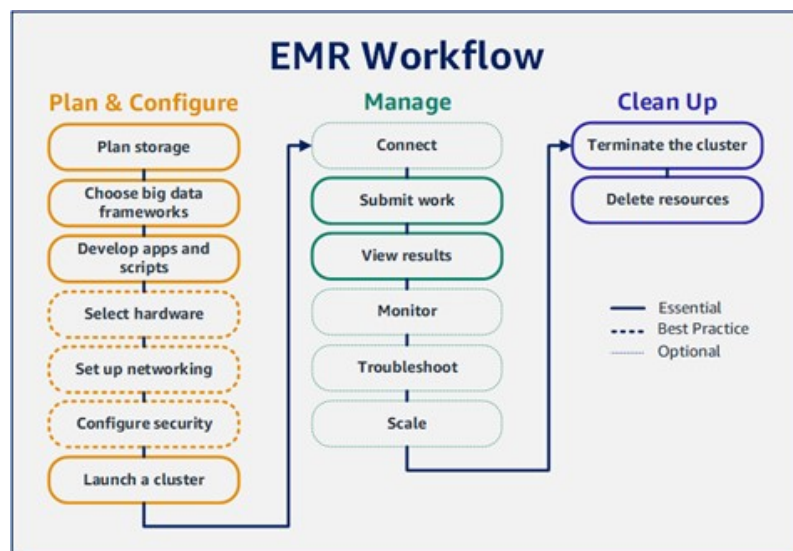 EMR Workflow
Plan & Configure
Plan storage
Choose big data
frameworks
Develop apps and
scripts
Select hardware
Set up networking
Configure security
Launch a cluster
Manage
Connect
Submit work
View results
Monitor
Troubleshoot
Scale
Clean Up
Terminate the cluster
Delete resources
Essential
Best Practice
Optional